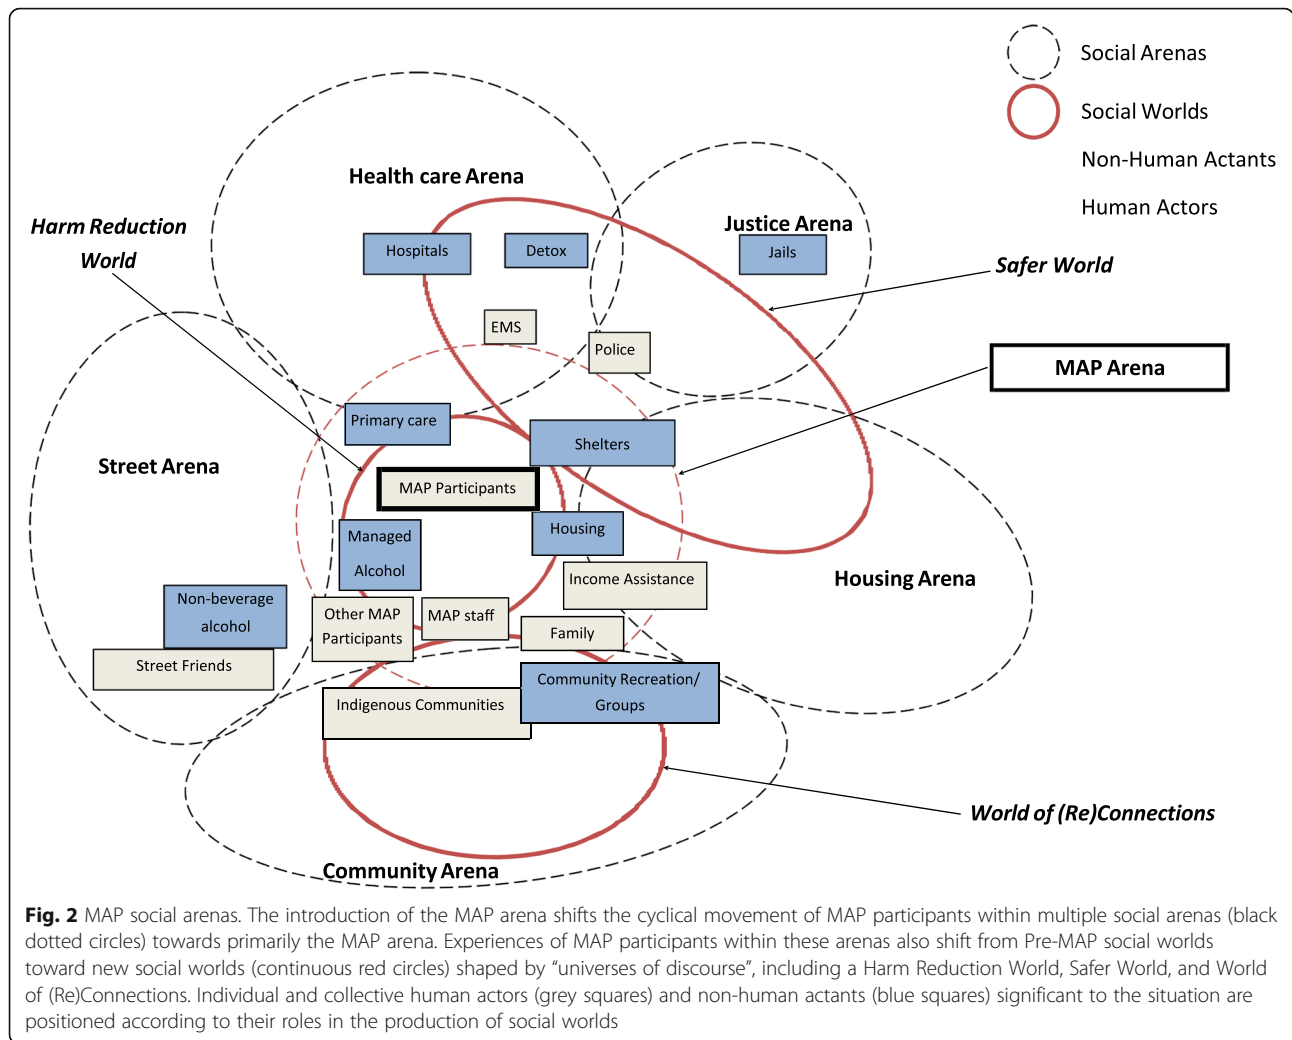 Social Arenas
Social Worlds
Non-Human Actants
Human Actors
Health care Arena
Justice Arena
Harm Reduction
World
Hospitals
Detox
Jails
Safer World
EMS
Police
MAP Arena
Primary care
Shelters
Street Arena
MAP Participants
Managed
Alcohol
Housing
Income Assistance
Housing Arena
Non-beverage
alcohol
Other MAP
Participants
MAP staff
Family
Street Friends
Community Recreation/
Groups
Indigenous Communities
World of (Re)Connections
Community Arena
Fig. 2 MAP social arenas. The introduction of the MAP arena shifts the cyclical movement of MAP participants within multiple social arenas (black
dotted circles) towards primarily the MAP arena. Experiences of MAP participants within these arenas also shift from Pre-MAP social worlds
toward new social worlds (continuous red circles) shaped by “universes of discourse”, including a Harm Reduction World, Safer World, and World
of (Re)Connections. Individual and collective human actors (grey squares) and non-human actants (blue squares) significant to the situation are
positioned according to their roles in the production of social worlds